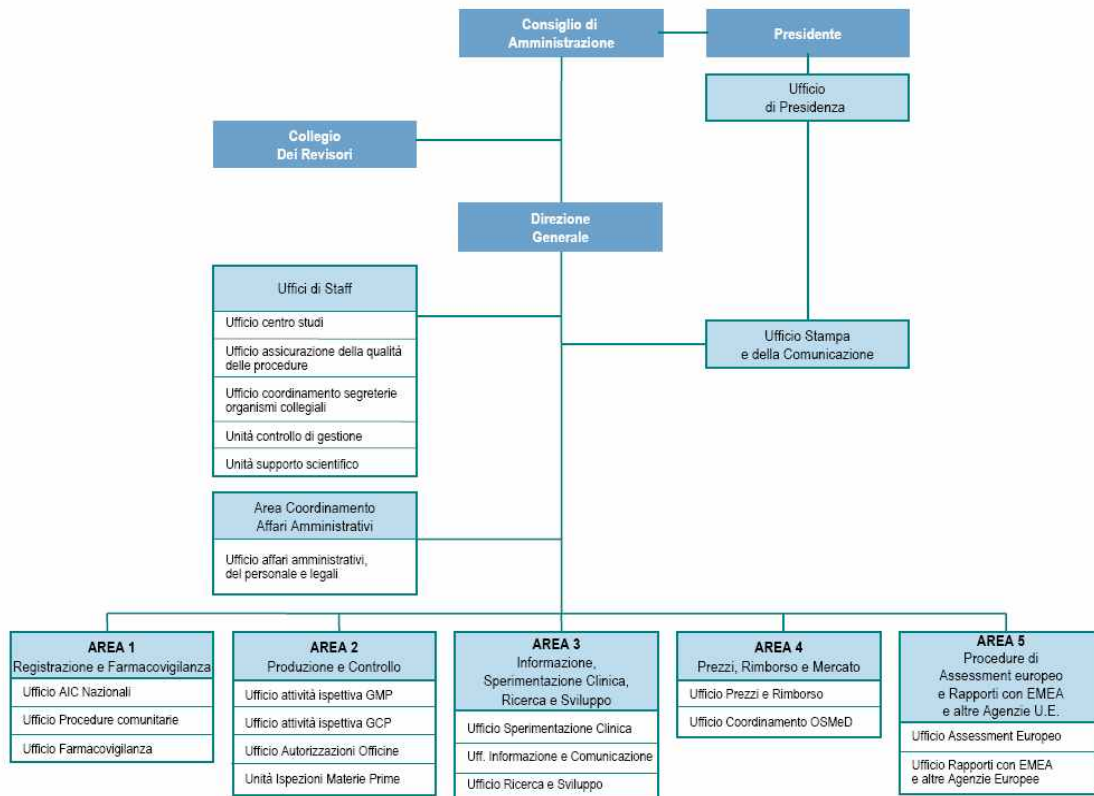 Consiglio di
Amministrazione
Presidente
Ufficio
di Presidenza
Collegio
Dei Revisori
Direzione
Generale
Uffici di Staff
Ufficio centro studi
Ufficio assicurazione della qualità
delle procedure
Ufficio coordinamento segreterie
organismi collegiali
Unità controllo di gestione
Unità supporto scientifico
Ufficio Stampa
e della Comunicazione
Area Coordinamento
Affari Amministrativi
Ufficio affari amministrativi,
del personale e legali
AREA 1
Registrazione e Farmacovigilanza
Ufficio AIC Nazionali
Ufficio Procedure comunitarie
Ufficio Farmacovigilanza
AREA 2
Produzione e Controllo
Ufficio attività ispettiva GMP
Ufficio attività ispettiva GCP
Ufficio Autorizzazioni Officine
Unità Ispezioni Materie Prime
AREA 3
Informazione,
Sperimentazione Clinica,
Ricerca e Sviluppo
Ufficio Sperimentazione Clinica
Uff. Informazione e Comunicazione
Ufficio Ricerca e Sviluppo
AREA 4
Prezzi, Rimborso e Mercato
Ufficio Prezzi e Rimborso
Ufficio Coordinamento OSMeD
AREA 5
Procedure di
Assessment europeo
e Rapporti con EMEA
e altre Agenzie U.E.
Ufficio Assessment Europeo
Ufficio Rapporti con EMEA
e altre Agenzie Europee